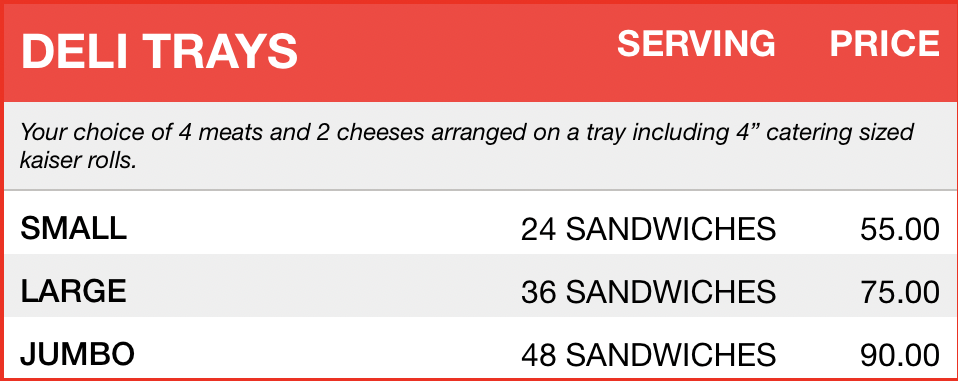 DELI TRAYS SERVING PRICE
Your choice of 4 meats and 2 cheeses arranged on a tray including 4” catering sized
kaiser rolls.
SMALL 24 SANDWICHES 55.00
LARGE 36 SANDWICHES 75.00
JUMBO 48 SANDWICHES 90.00